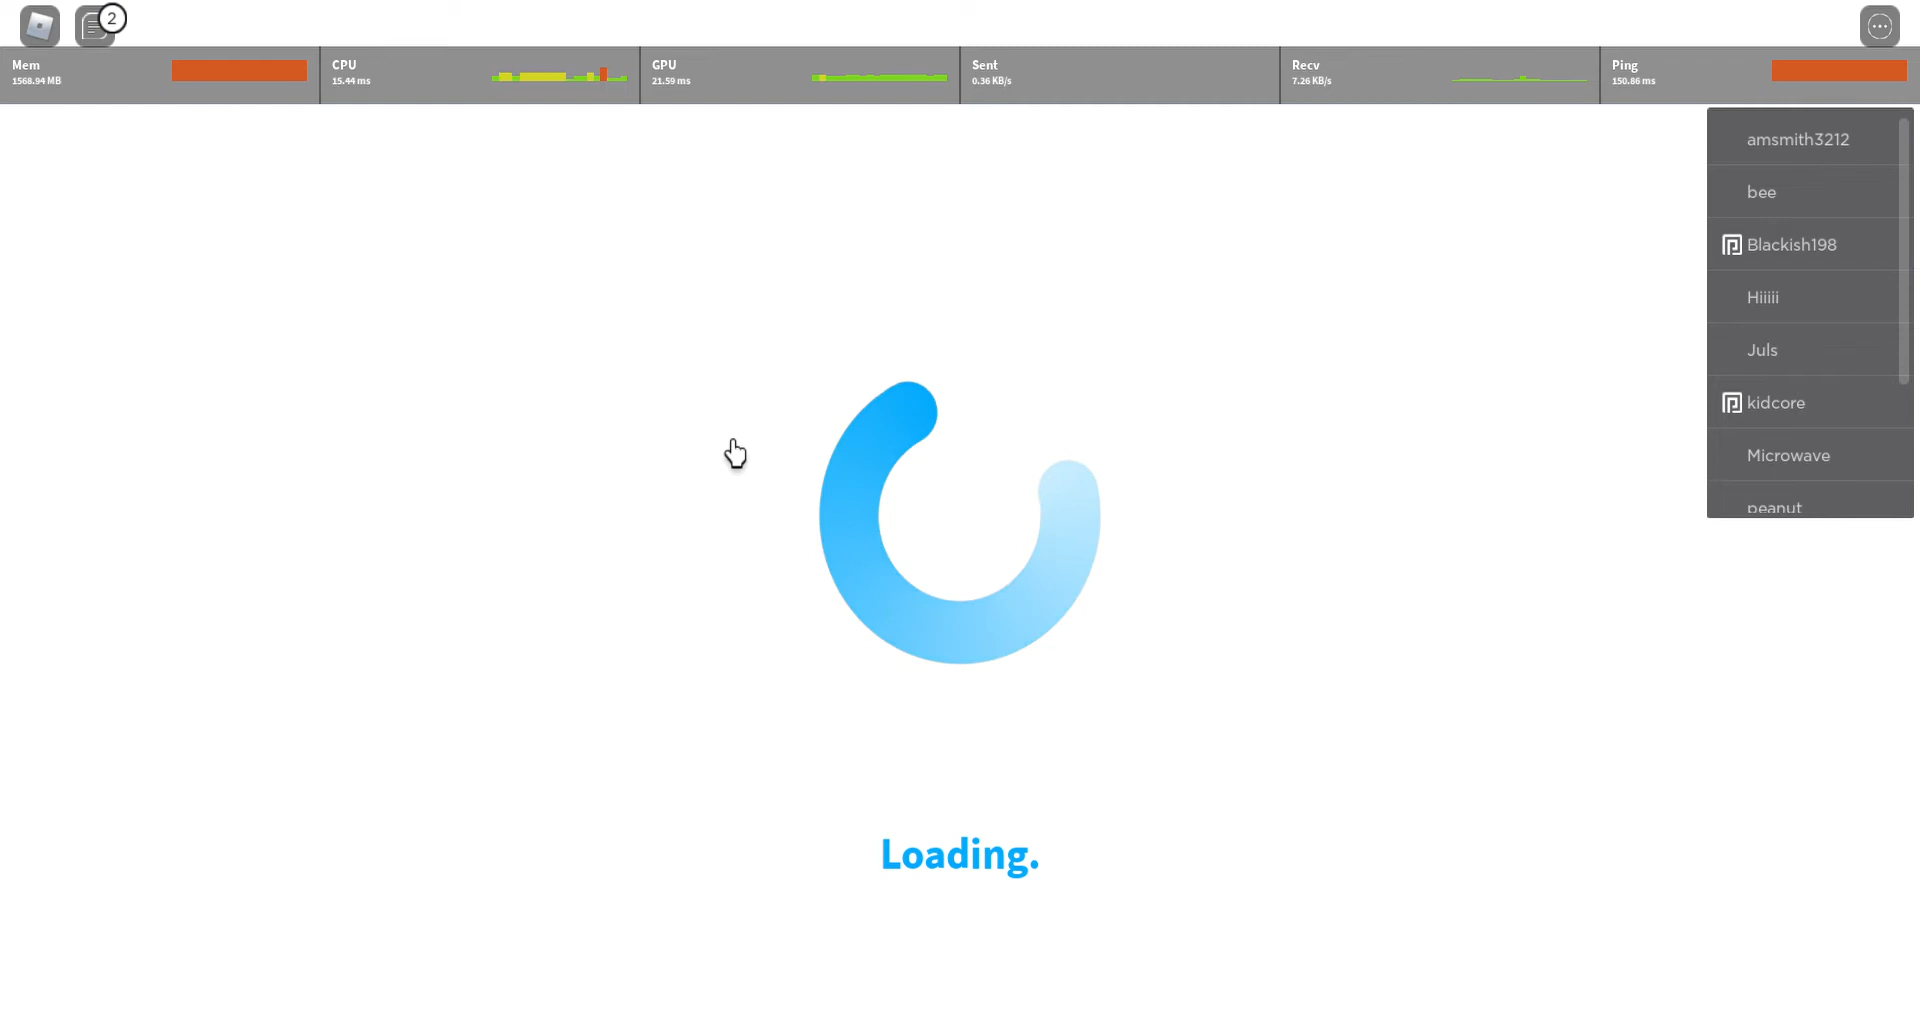 2
Mem
1568.94 MB
CPU
15.44 ms
GPU
21.59 ms
Sent
0.36 KB/s
Recv
7.26 KB/s
Ping
150.86 ms
amsmith3212
bee
Blackish198
Hiiiii
Juls
kidcore
Microwave
peanut
Loading.